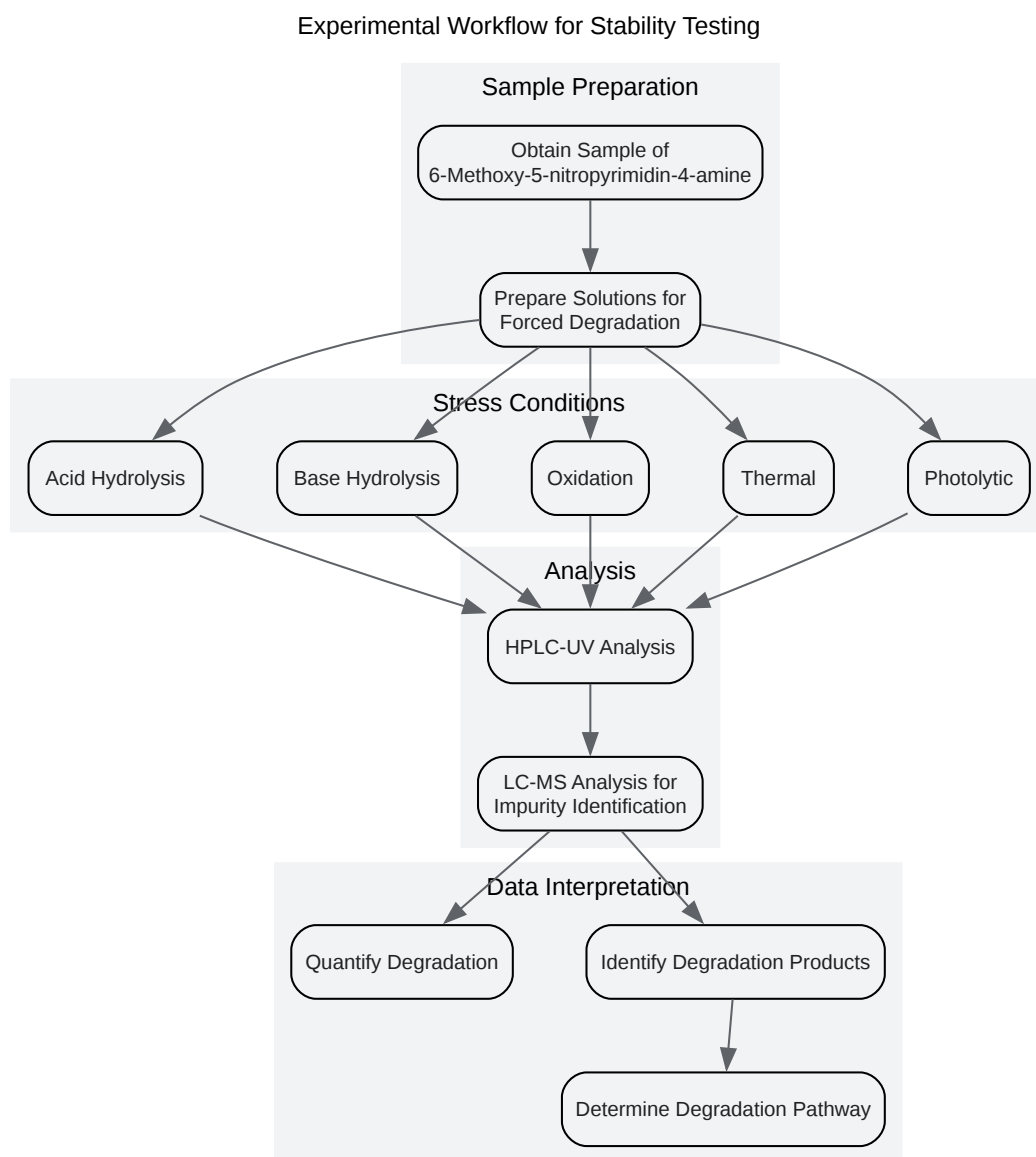 Experimental Workflow for Stability Testing
Sample Preparation
Obtain Sample of
6-Methoxy-5-nitropyrimidin-4-amine
Prepare Solutions for
Forced Degradation
Stress Conditions
Acid Hydrolysis
Base Hydrolysis
Oxidation
Thermal
Photolytic
Analysis
HPLC-UV Analysis
LC-MS Analysis for
Impurity Identification
Data Interpretation
Quantify Degradation
Identify Degradation Products
Determine Degradation Pathway